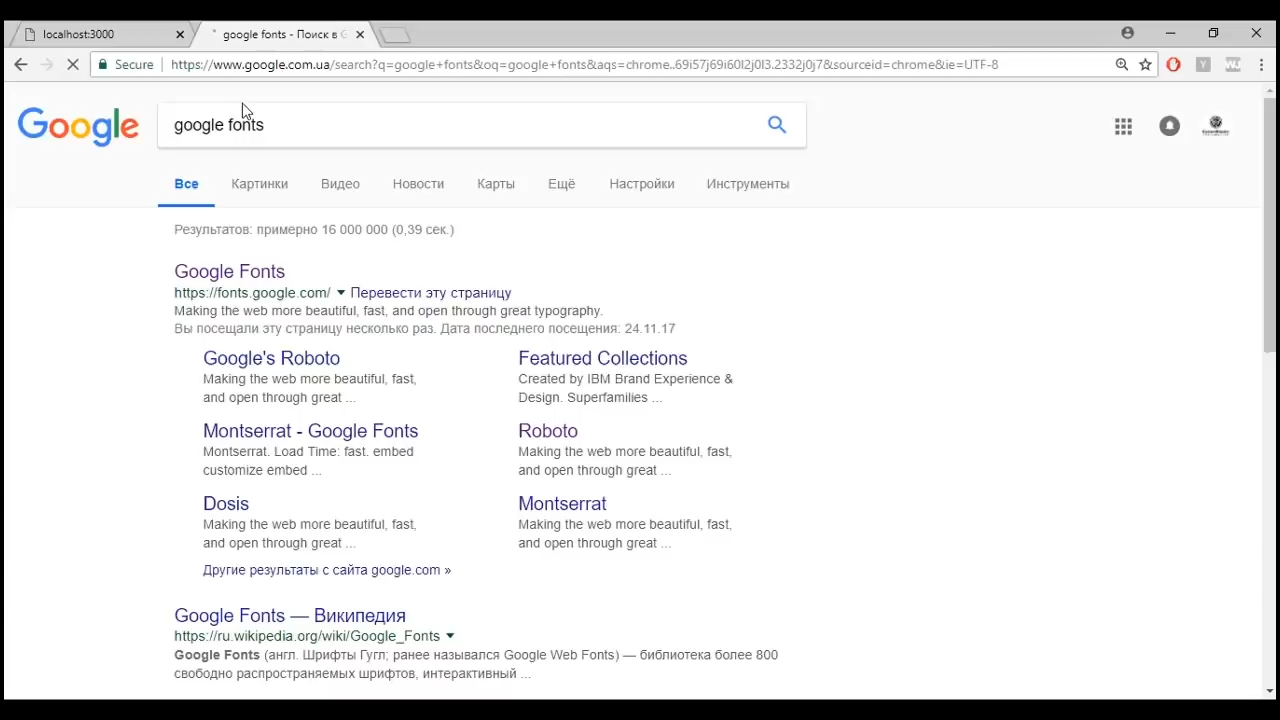 localhost:3000
google fonts - Поиск в G
Secure
https://www.google.com.ua/search?q=google+fonts&oq=google+fonts&aqs=chrome..69i57j69i60l2j0l3.2332j0j7&sourceid=chrome&ie=UTF-8
Google
google fonts
Все Картинки Видео Новости Карты Ещё Настройки Инструменты
Результатов: примерно 16 000 000 (0,39 сек.)
Google Fonts
https://fonts.google.com/ Перевести эту страницу
Making the web more beautiful, fast, and open through great typography.
Вы посещали эту страницу несколько раз. Дата последнего посещения: 24.11.17
Google's Roboto
Making the web more beautiful, fast,
and open through great ...
Featured Collections
Created by IBM Brand Experience &
Design. Superfamilies ...
Montserrat - Google Fonts
Montserrat. Load Time: fast. embed
customize embed ...
Roboto
Making the web more beautiful, fast,
and open through great ...
Dosis
Making the web more beautiful, fast,
and open through great ...
Montserrat
Making the web more beautiful, fast,
and open through great ...
Другие результаты с сайта google.com »
Google Fonts — Википедия
https://ru.wikipedia.org/wiki/Google_Fonts
Google Fonts (англ. Шрифты Гугл; ранее назывался Google Web Fonts) — библиотека более 800
свободно распространяемых шрифтов, интерактивный ...